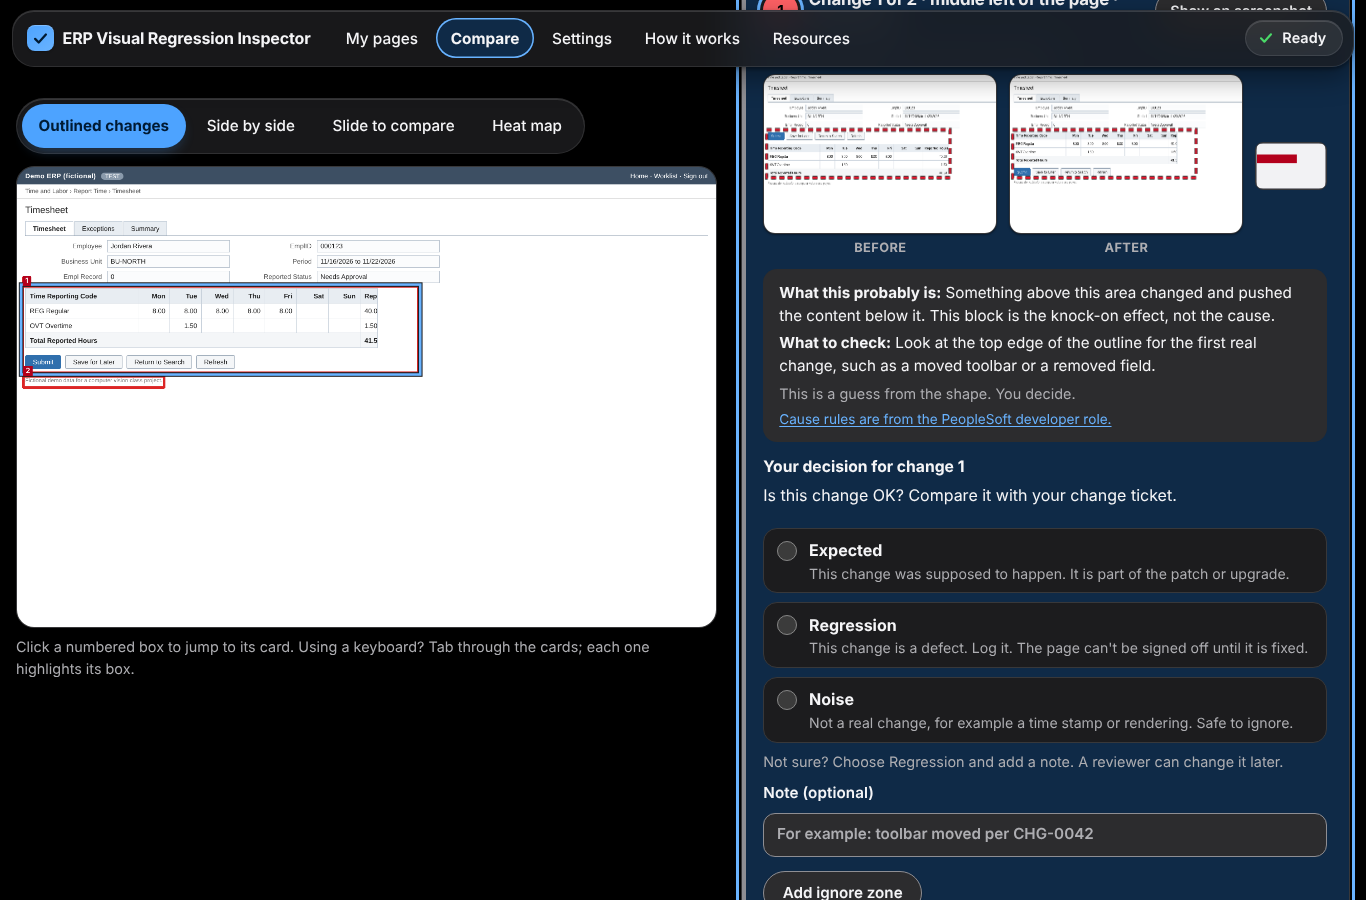 ERP Visual Regression Inspector
My pages
Compare
Settings
How it works
Resources
Ready
Outlined changes
Side by side
Slide to compare
Heat map
Demo ERP (fictional) TEST
Home - Worklist - Sign out
Time and Labor › Report Time › Timesheet
Timesheet
Timesheet Exceptions Summary
Employee Jordan Rivera EmplID 000123
Business Unit BU-NORTH Period 11/16/2026 to 11/22/2026
Empl Record 0 Reported Status Needs Approval
1
Time Reporting Code Mon Tue Wed Thu Fri Sat Sun Rep
REG Regular 8.00 8.00 8.00 8.00 8.00 40.0
OVT Overtime 1.50 1.50
Total Reported Hours 41.5
Submit Save for Later Return to Search Refresh
2
Fictional demo data for a computer vision class project
Click a numbered box to jump to its card. Using a keyboard? Tab through the cards; each one
highlights its box.
1
Change 1 of 2 · middle left of the page ·
Show on screenshot
BEFORE
AFTER
What this probably is: Something above this area changed and pushed
the content below it. This block is the knock-on effect, not the cause.
What to check: Look at the top edge of the outline for the first real
change, such as a moved toolbar or a removed field.
This is a guess from the shape. You decide.
Cause rules are from the PeopleSoft developer role.
Your decision for change 1
Is this change OK? Compare it with your change ticket.
Expected
This change was supposed to happen. It is part of the patch or upgrade.
Regression
This change is a defect. Log it. The page can't be signed off until it is fixed.
Noise
Not a real change, for example a time stamp or rendering. Safe to ignore.
Not sure? Choose Regression and add a note. A reviewer can change it later.
Note (optional)
For example: toolbar moved per CHG-0042
Add ignore zone